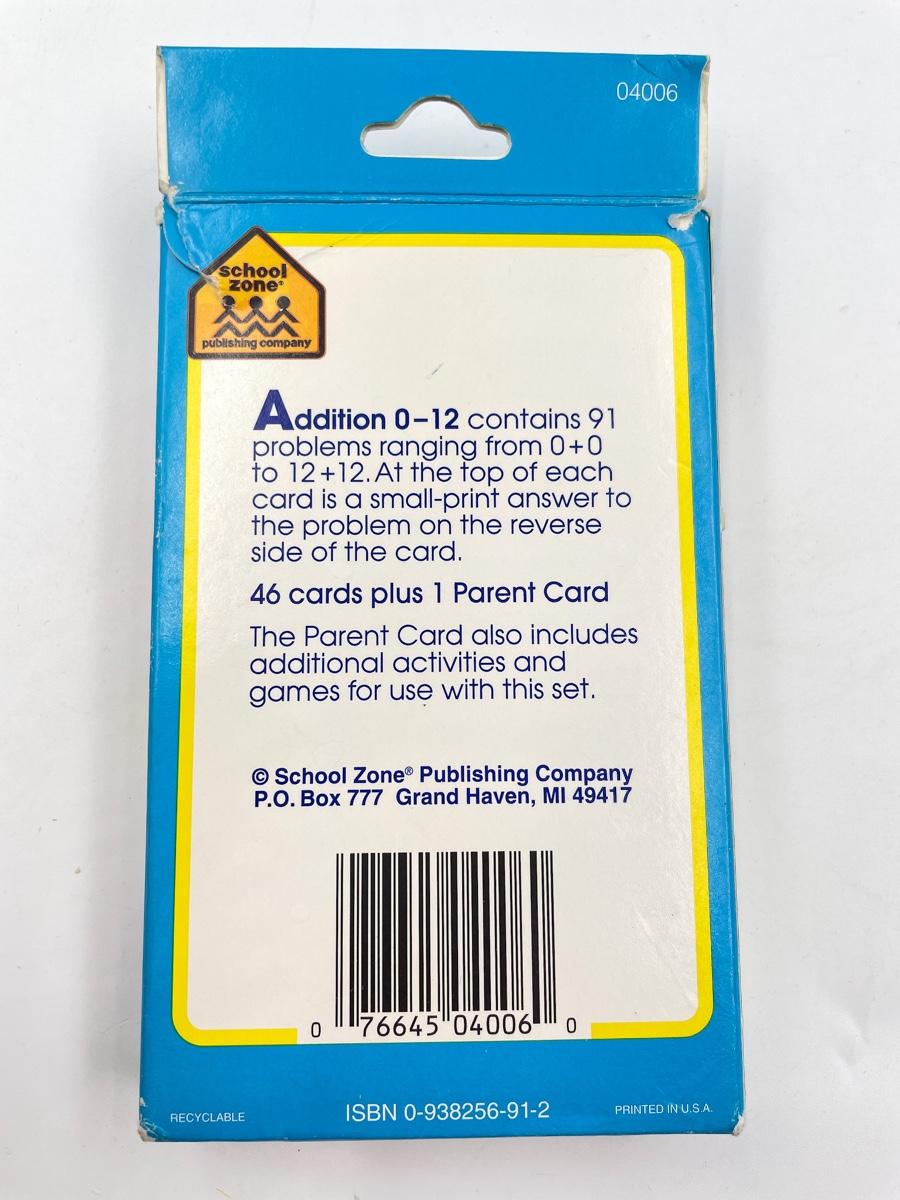 04006
school
zone®
publishing company
Addition 0–12 contains 91
problems ranging from 0+0
to 12+12. At the top of each
card is a small-print answer to
the problem on the reverse
side of the card.
46 cards plus 1 Parent Card
The Parent Card also includes
additional activities and
games for use with this set.
© School Zone® Publishing Company
P.O. Box 777 Grand Haven, MI 49417
0 76645 04006 0
RECYCLABLE ISBN 0-938256-91-2 PRINTED IN U.S.A.